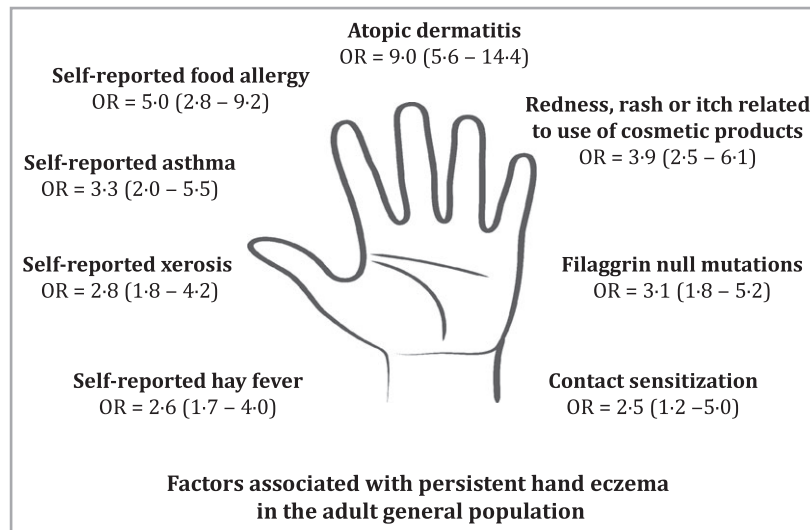 Atopic dermatitis
OR = 9·0 (5·6 – 14·4)
Self-reported food allergy
OR = 5·0 (2·8 – 9·2)
Redness, rash or itch related
to use of cosmetic products
OR = 3·9 (2·5 – 6·1)
Self-reported asthma
OR = 3·3 (2·0 – 5·5)
Self-reported xerosis
OR = 2·8 (1·8 – 4·2)
Filaggrin null mutations
OR = 3·1 (1·8 – 5·2)
Self-reported hay fever
OR = 2·6 (1·7 – 4·0)
Contact sensitization
OR = 2·5 (1·2 –5·0)
Factors associated with persistent hand eczema
in the adult general population